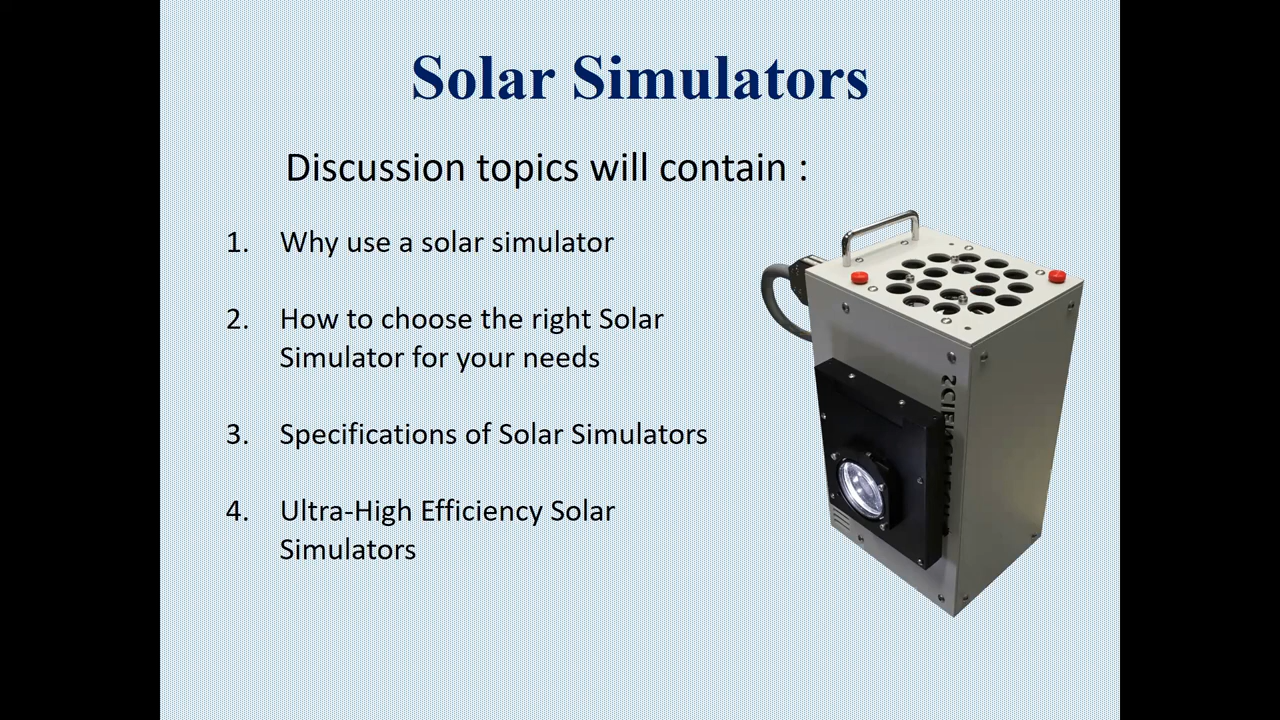 Solar Simulators
Discussion topics will contain :
1. Why use a solar simulator
2. How to choose the right Solar
Simulator for your needs
3. Specifications of Solar Simulators
4. Ultra-High Efficiency Solar
Simulators